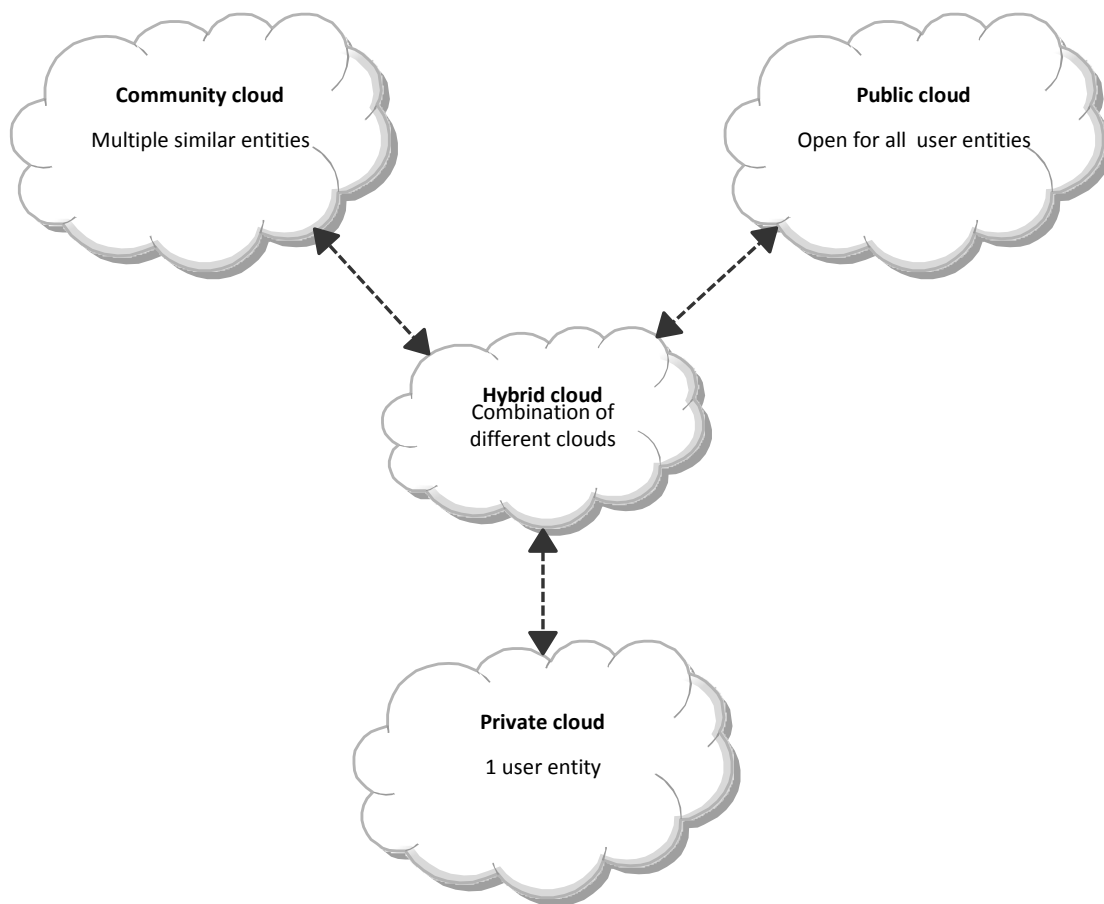 Community cloud
Multiple similar entities
Public cloud
Open for all  user entities
Hybrid cloud
Combination of
different clouds
Private cloud
1 user entity